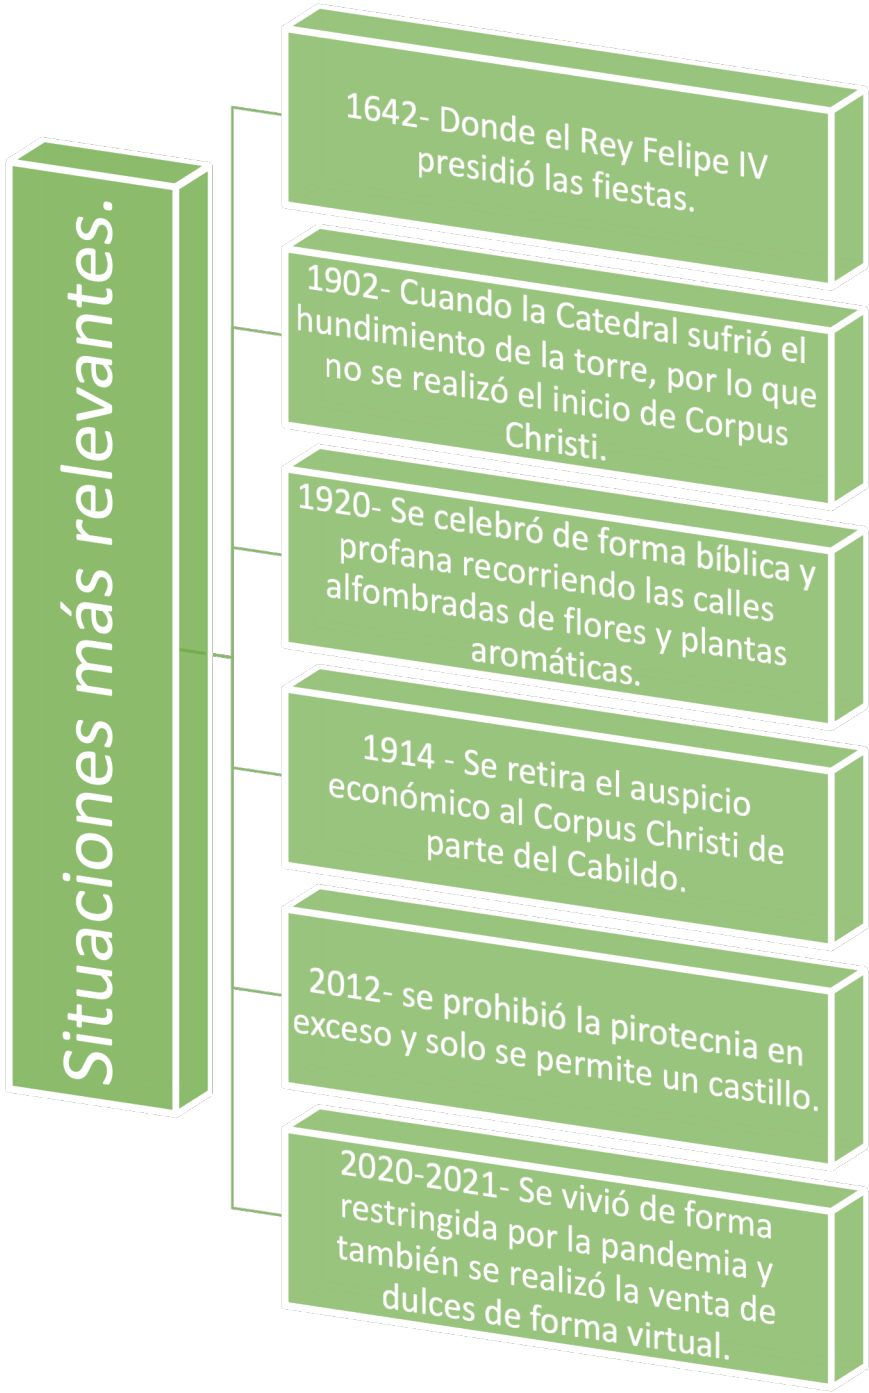 Situaciones más relevantes.
1642- Donde el Rey Felipe IV
presidió las fiestas.
1902- Cuando la Catedral sufrió el
hundimiento de la torre, por lo que
no se realizó el inicio de Corpus
Christi.
1920- Se celebró de forma bíblica y
profana recorriendo las calles
alfombradas de flores y plantas
aromáticas.
1914 - Se retira el auspicio
económico al Corpus Christi de
parte del Cabildo.
2012- se prohibió la pirotecnia en
exceso y solo se permite un castillo.
2020-2021- Se vivió de forma
restringida por la pandemia y
también se realizó la venta de
dulces de forma virtual.